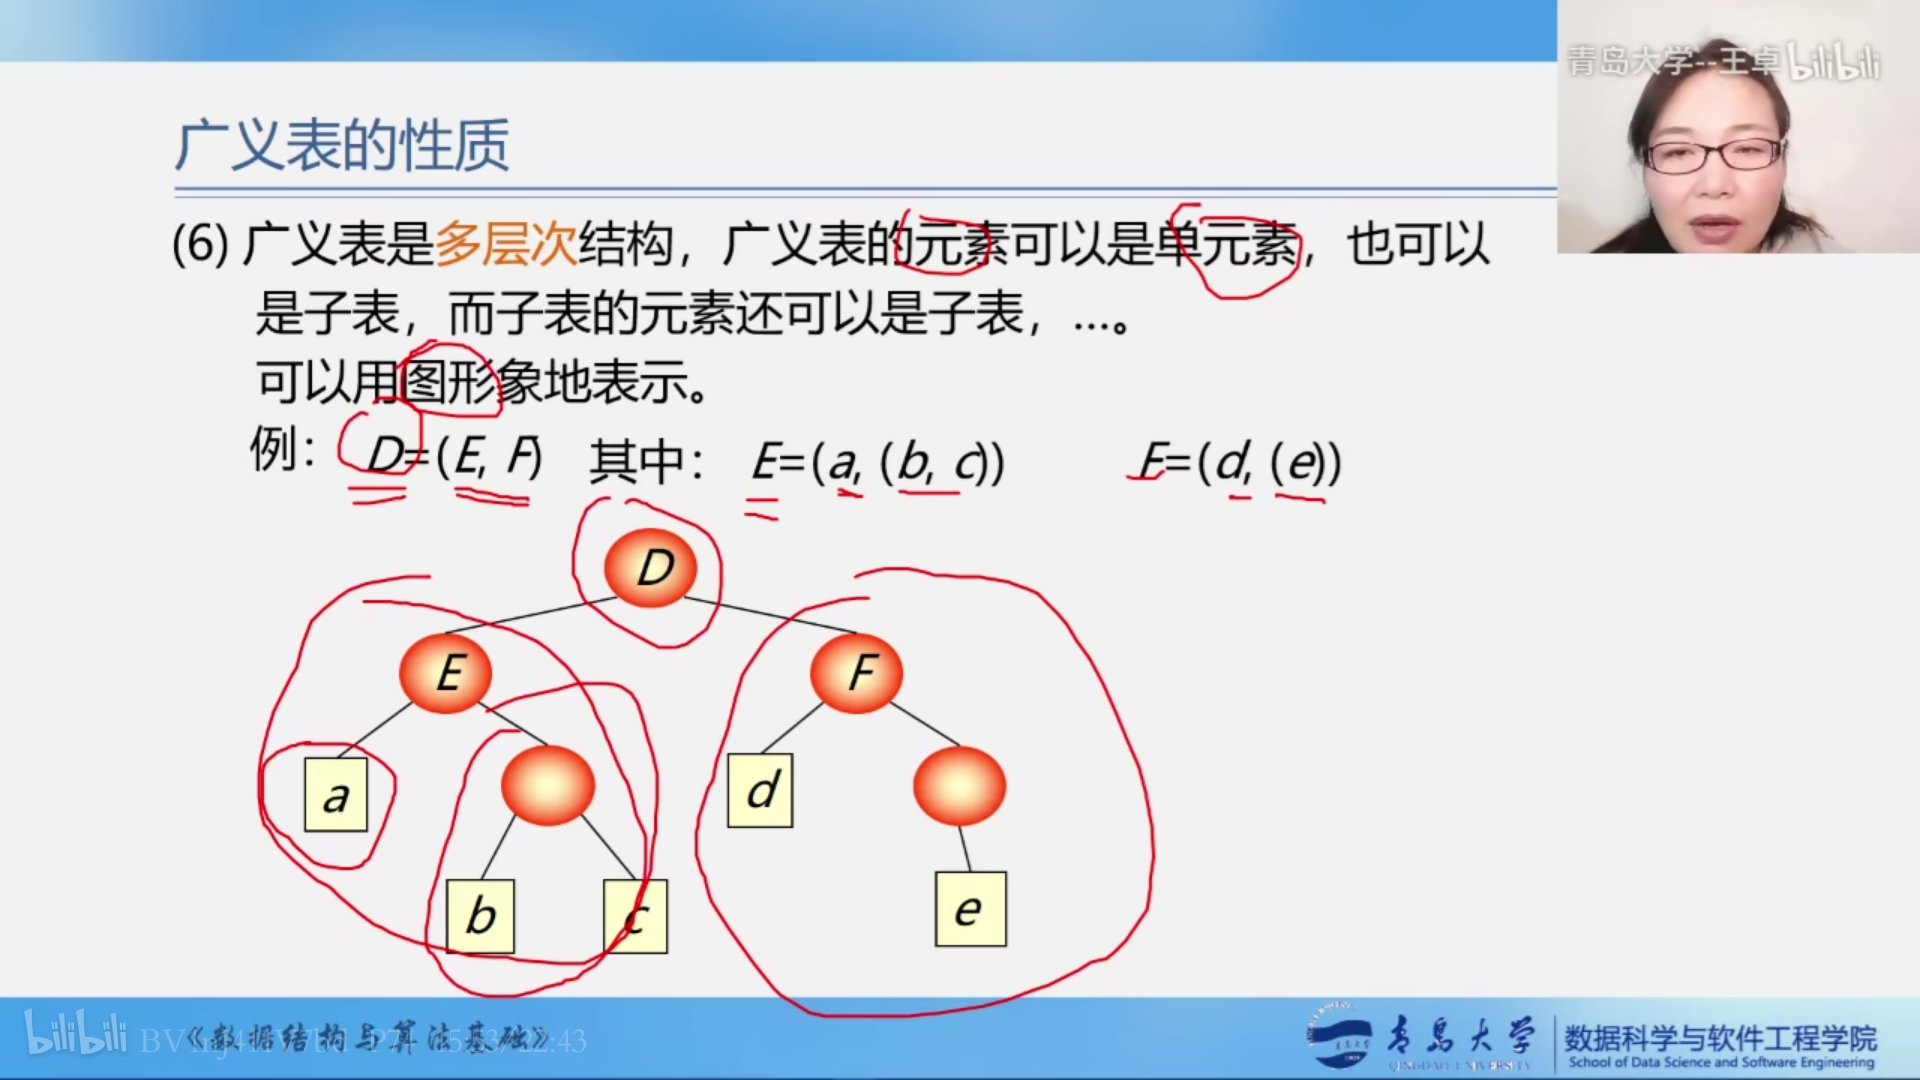 青岛大学--王卓 bilibili
广义表的性质
(6) 广义表是多层次结构，广义表的元素可以是单元素，也可以
是子表，而子表的元素还可以是子表，…。
可以用图形象地表示。
例： D=(E, F) 其中： E=(a, (b, c)) F=(d, (e))
D
E F
a d
b c e
bilibili 《数据结构与算法基础》
青岛大学 数据科学与软件工程学院
QINGDAO UNIVERSITY School of Data Science and Software Engineering